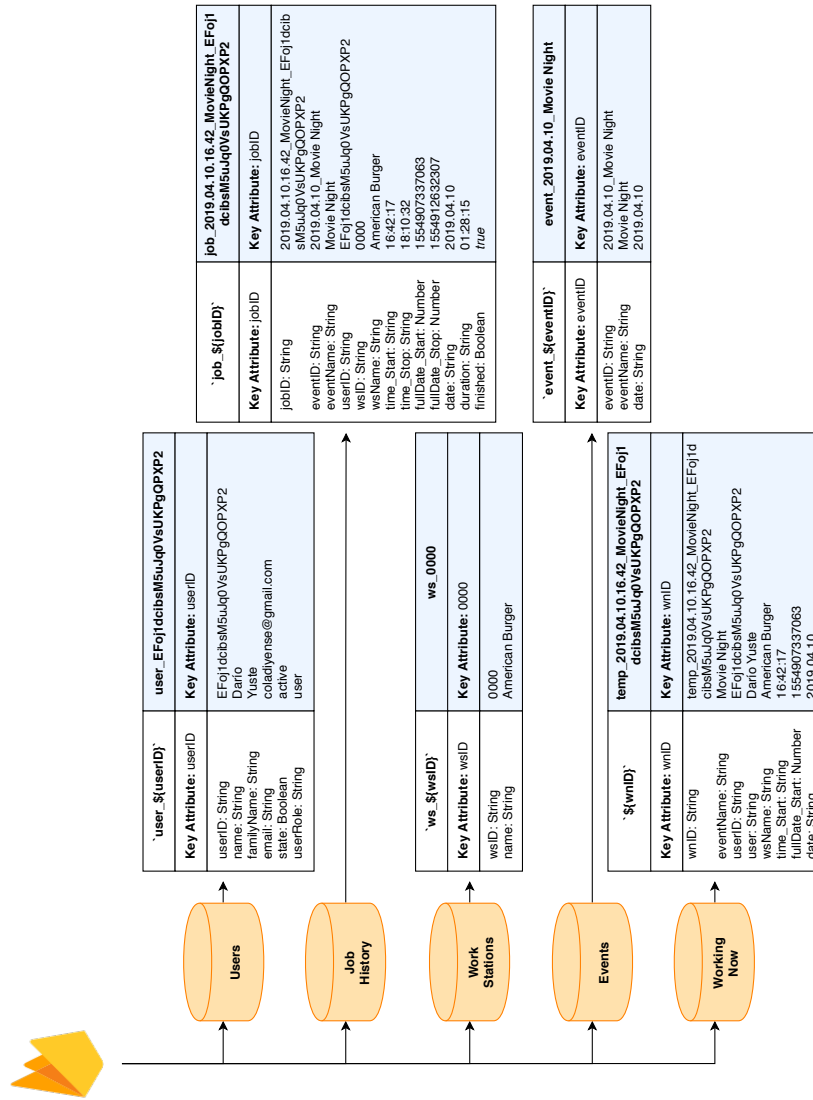 Users
Job
History
Work
Stations
Events
Working
Now
`user_${userID}`
user_EFoj1dcibsM5uJq0VsUKPgQPXP2
Key Attribute: userID
Key Attribute: userID
userID: String
name: String
familyName: String
email: String
state: Boolean
userRole: String
EFoj1dcibsM5uJq0VsUKPgQOPXP2
Darío
Yuste
coladiyense@gmail.com
active
user
`job_${jobID}`
job_2019.04.10.16.42_MovieNight_EFoj1
dcibsM5uJq0VsUKPgQOPXP2
Key Attribute: jobID
Key Attribute: jobID
jobID: String
eventID: String
eventName: String
userID: String
wsID: String
wsName: String
time_Start: String
time_Stop: String
fullDate_Start: Number
fullDate_Stop: Number
date: String
duration: String
finished: Boolean
2019.04.10.16.42_MovieNight_EFoj1dcib
sM5uJq0VsUKPgQOPXP2
2019.04.10_Movie Night
Movie Night
EFoj1dcibsM5uJq0VsUKPgQOPXP2
0000
American Burger
16:42:17
18:10:32
1554907337063
1554912632307
2019.04.10
01:28:15
true
`ws_${wsID}`
ws_0000
Key Attribute: wsID
Key Attribute: 0000
wsID: String
name: String
0000
American Burger
`event_${eventID}`
event_2019.04.10_Movie Night
Key Attribute: eventID
Key Attribute: eventID
eventID: String
eventName: String
date: String
2019.04.10_Movie Night
Movie Night
2019.04.10
`${wnID}`
temp_2019.04.10.16.42_MovieNight_EFoj1
dcibsM5uJq0VsUKPgQOPXP2
Key Attribute: wnID
Key Attribute: wnID
wnID: String
eventName: String
userID: String
user: String
wsName: String
time_Start: String
fullDate_Start: Number
date: String
temp_2019.04.10.16.42_MovieNight_EFoj1d
cibsM5uJq0VsUKPgQOPXP2
Movie Night
EFoj1dcibsM5uJq0VsUKPgQOPXP2
Darío Yuste
American Burger
16:42:17
1554907337063
2019.04.10